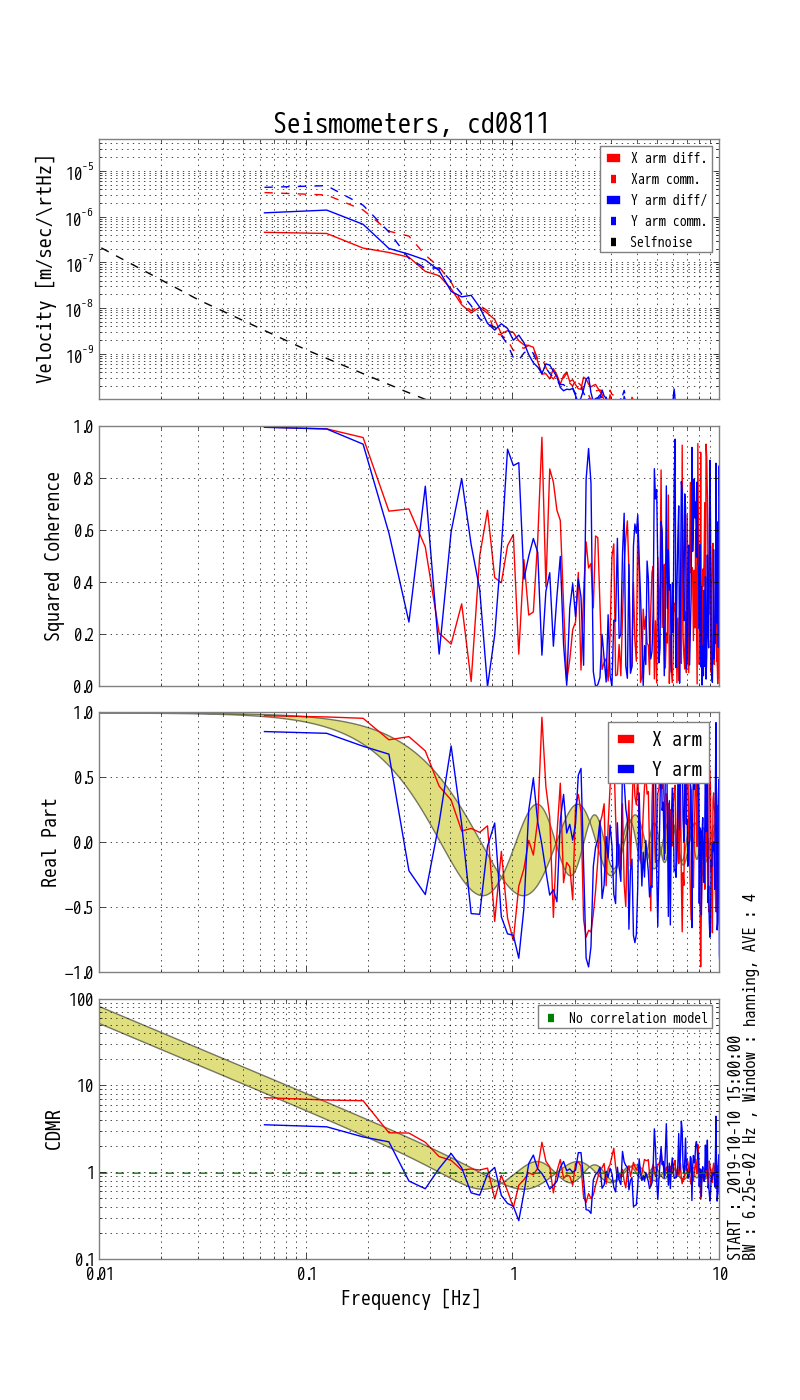 Seismometers, cd0811
Velocity [m/sec/√rtHz]
10^-5
10^-6
10^-7
10^-8
10^-9
X arm diff.
Xarm comm.
Y arm diff/
Y arm comm.
Selfnoise
Squared Coherence
1.0
0.8
0.6
0.4
0.2
0.0
Real Part
1.0
0.5
0.0
−0.5
−1.0
X arm
Y arm
CDMR
100
10
1
0.1
No correlation model
0.01
0.1
1
10
Frequency [Hz]
START : 2019-10-10 15:00:00
BW : 6.25e-02 Hz , Window : hanning, AVE : 4